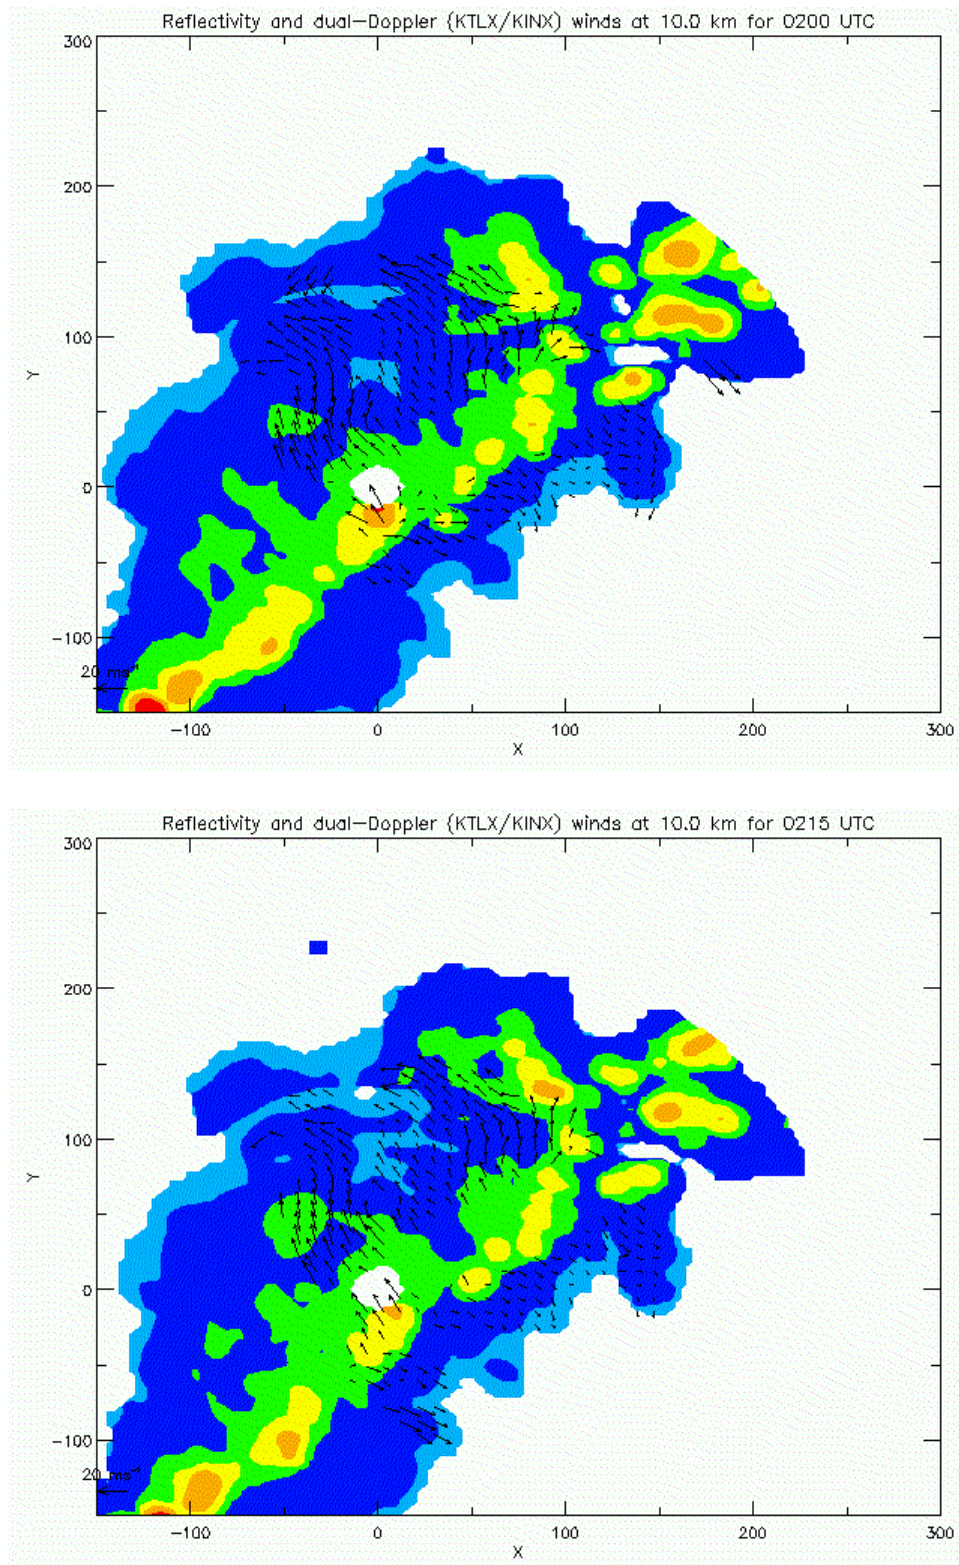 Reflectivity and dual-Doppler (KTLX/KINX) winds at 10.0 km for 0200 UTC
300
200
100
Y
0
-100
20 ms⁻¹
-100 0 100 200 300
X
Reflectivity and dual-Doppler (KTLX/KINX) winds at 10.0 km for 0215 UTC
300
200
100
Y
0
-100
20 ms⁻¹
-100 0 100 200 300
X